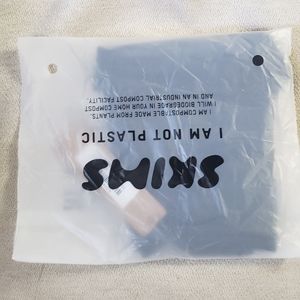 SKIMS
I AM NOT PLASTIC
I AM COMPOSTABLE MADE FROM PLANTS.
I WILL BIODEGRADE IN YOUR HOME COMPOST
AND IN AN INDUSTRIAL COMPOST FACILITY.